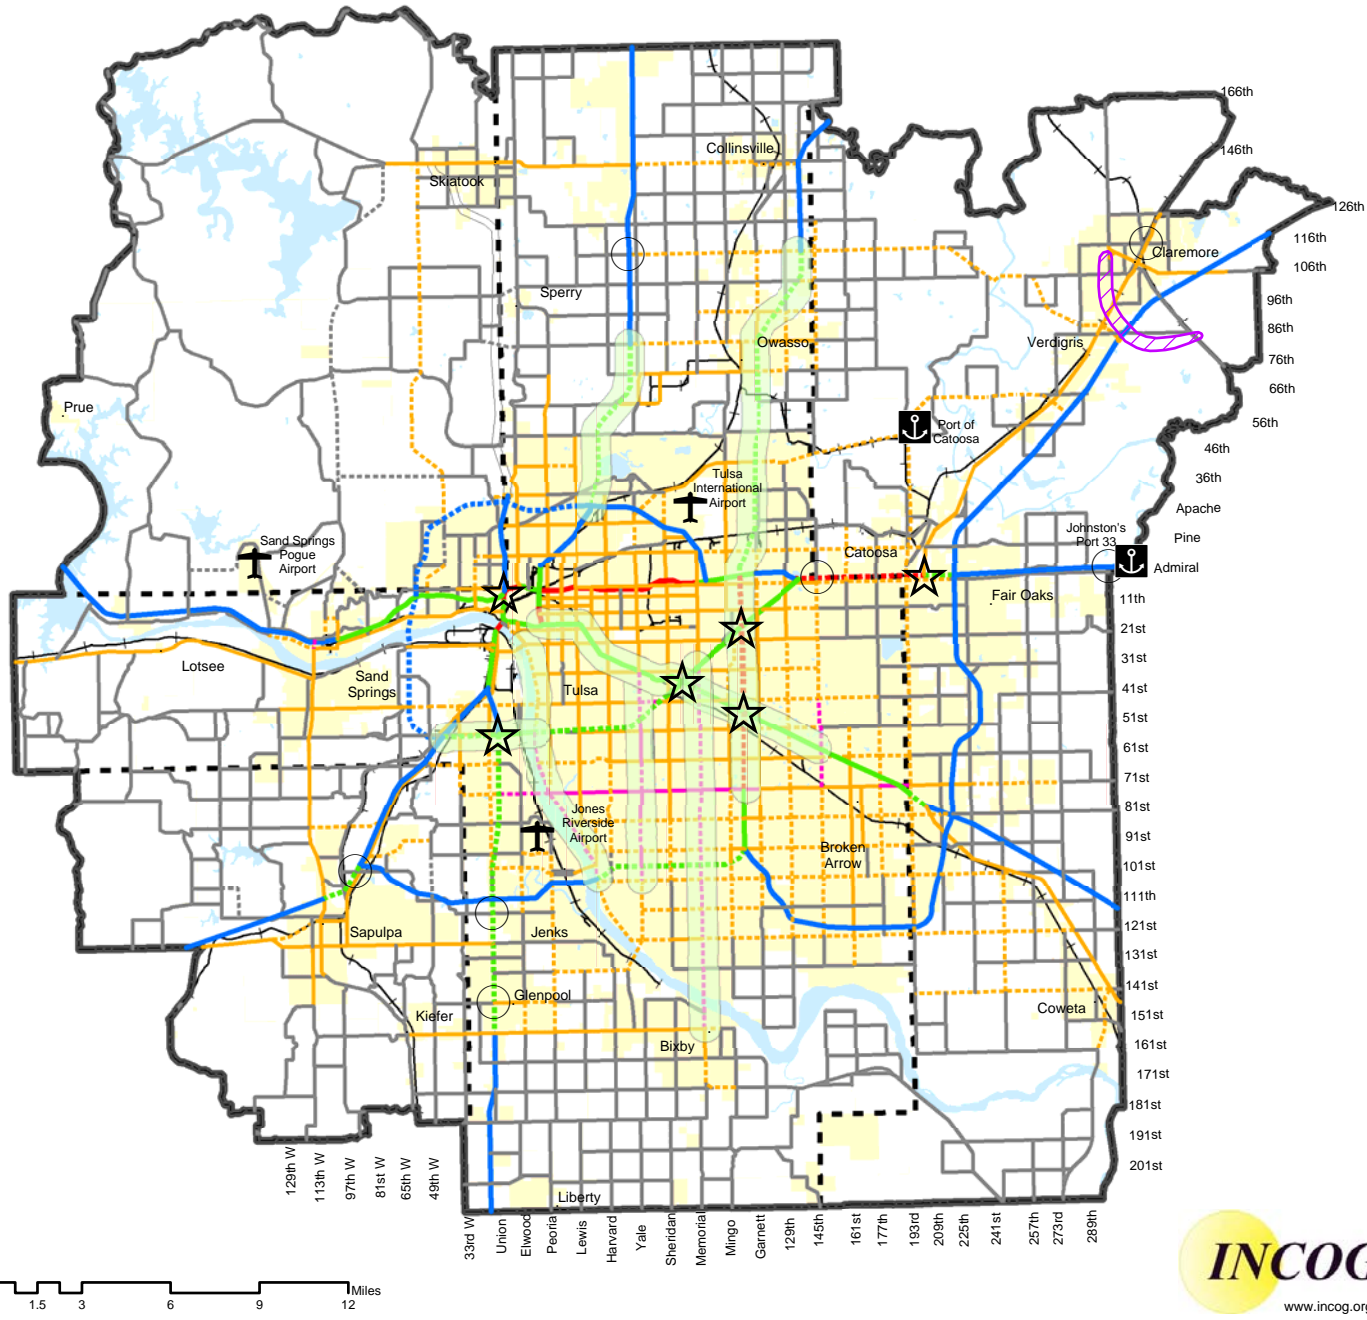 166th
146th
126th
116th
106th
96th
86th
76th
66th
56th
46th
36th
Apache
Pine
Admiral
11th
21st
31st
41st
51st
61st
71st
81st
91st
101st
111th
121st
131st
141st
151st
161st
171st
181st
191st
201st
Collinsville
Skiatook
Claremore
Sperry
Owasso
Verdigris
Prue
Port of
Catoosa
Tulsa
International
Airport
Sand Springs
Pogue
Airport
Johnston's
Port 33
Catoosa
Fair Oaks
Lotsee
Sand
Springs
Tulsa
Jones
Riverside
Airport
Broken
Arrow
Sapulpa
Jenks
Glenpool
Kiefer
Coweta
Bixby
Liberty
129th W
113th W
97th W
81st W
65th W
49th W
33rd W
Union
Elwood
Peoria
Lewis
Harvard
Yale
Sheridan
Memorial
Mingo
Garnett
129th
145th
161st
177th
193rd
209th
225th
241st
257th
273rd
289th
Miles
1.5 3 6 9 12
INCOG
www.incog.org